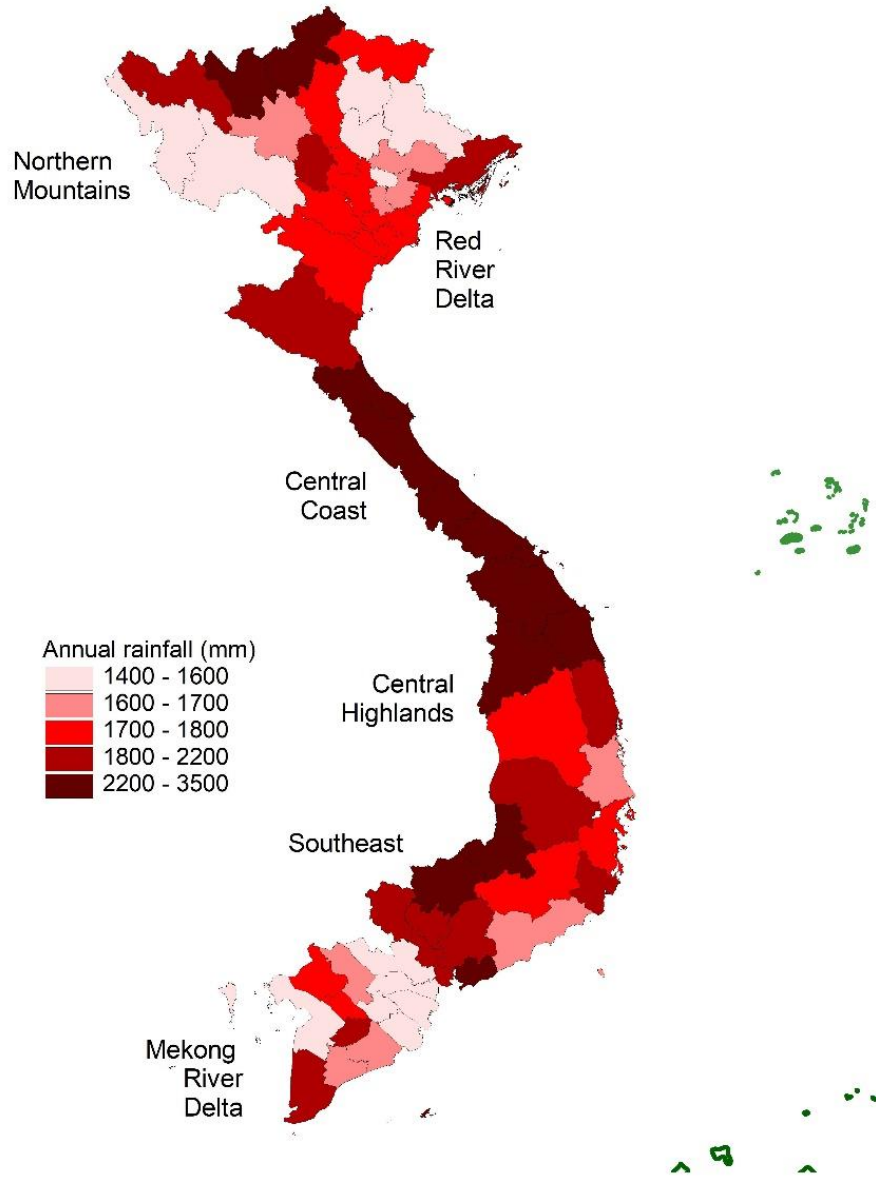 Northern
Mountains
Red
River
Delta
Central
Coast
Annual rainfall (mm)
1400 - 1600
1600 - 1700
1700 - 1800
1800 - 2200
2200 - 3500
Central
Highlands
Southeast
Mekong
River
Delta